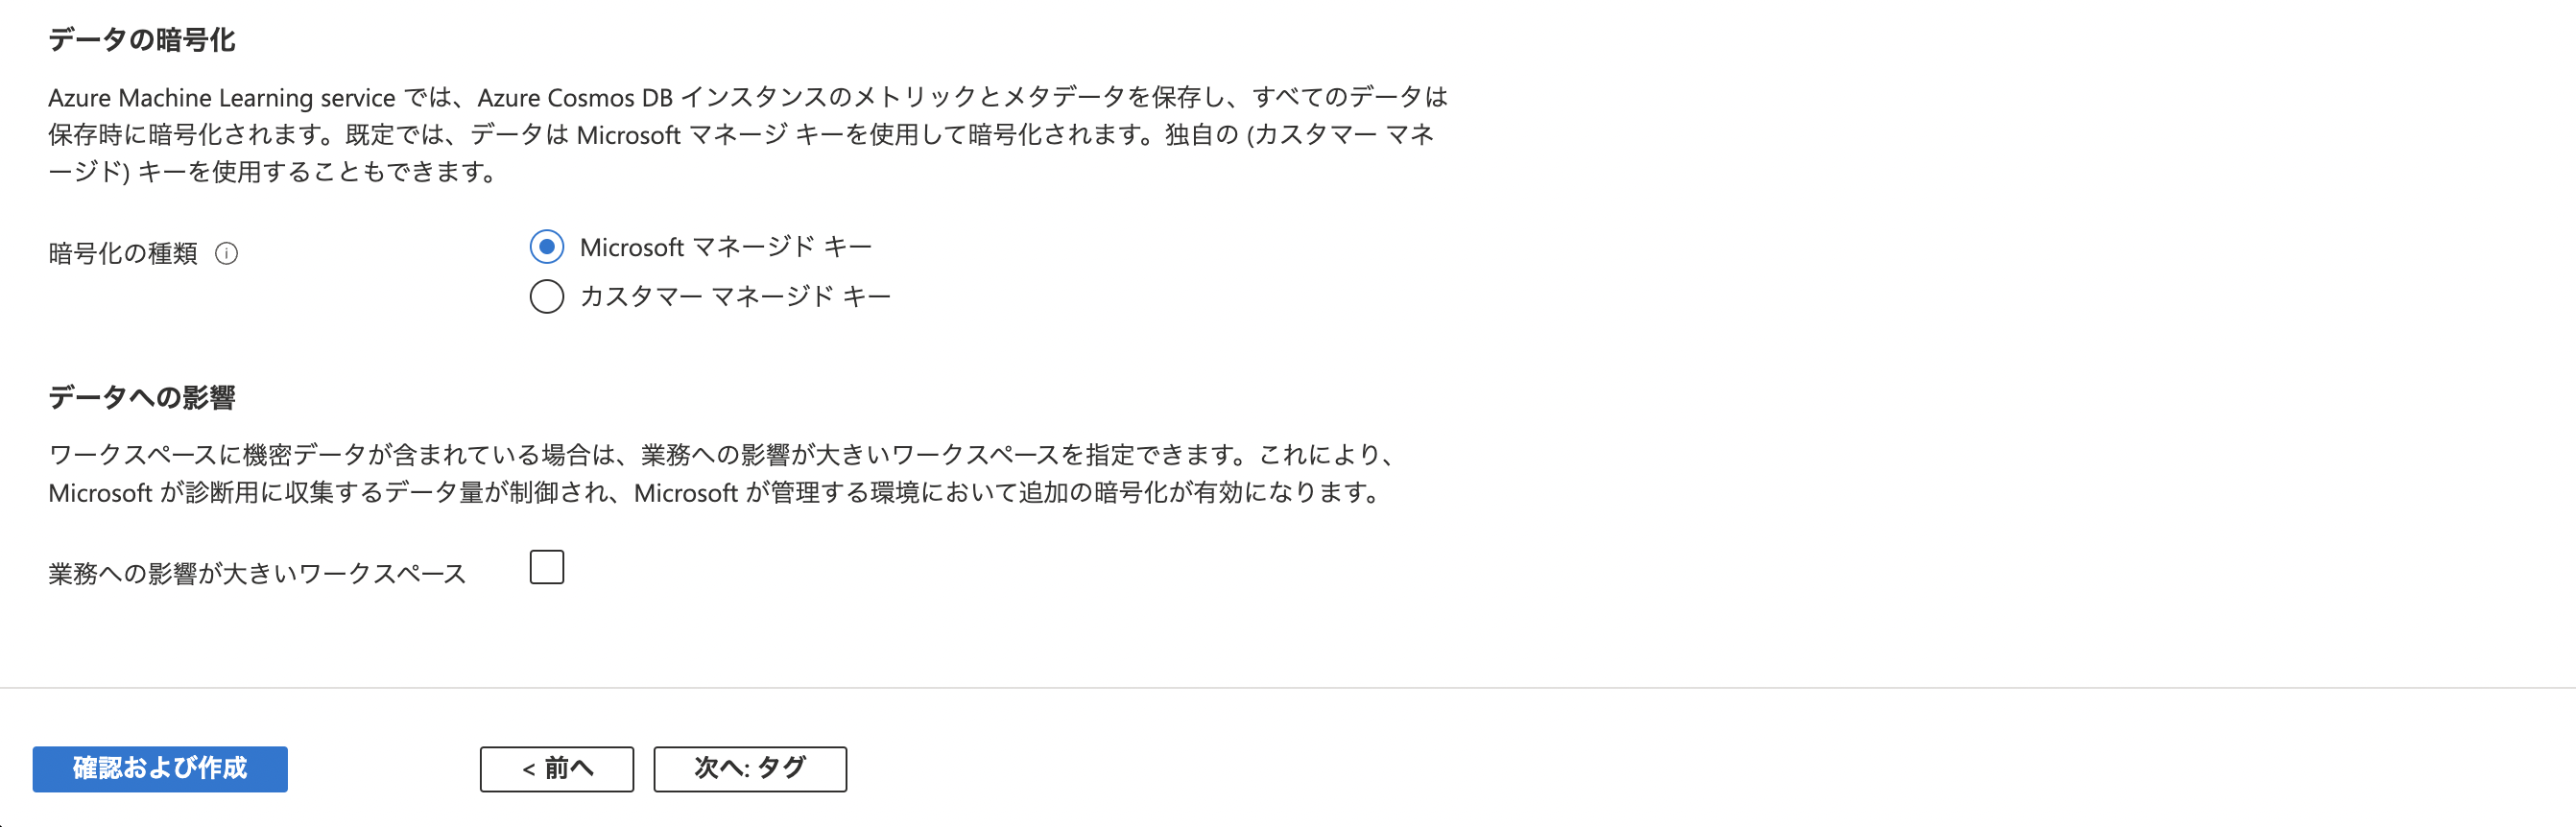 データの暗号化
Azure Machine Learning service では、Azure Cosmos DB インスタンスのメトリックとメタデータを保存し、すべてのデータは
保存時に暗号化されます。既定では、データは Microsoft マネージ キーを使用して暗号化されます。独自の (カスタマー マネ
ージド) キーを使用することもできます。
暗号化の種類
Microsoft マネージド キー
カスタマー マネージド キー
データへの影響
ワークスペースに機密データが含まれている場合は、業務への影響が大きいワークスペースを指定できます。これにより、
Microsoft が診断用に収集するデータ量が制御され、Microsoft が管理する環境において追加の暗号化が有効になります。
業務への影響が大きいワークスペース
確認および作成
< 前へ
次へ: タグ